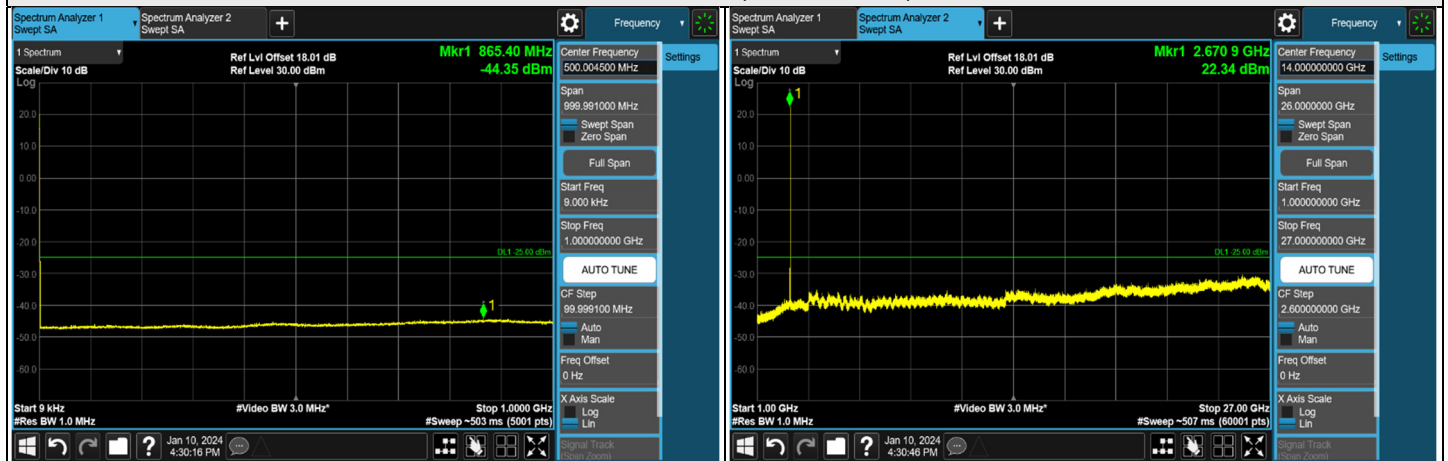 Spectrum Analyzer 1
Swept SA
Spectrum Analyzer 2
Swept SA
Frequency
1 Spectrum
Scale/Div 10 dB
Log
Ref Lvl Offset 18.01 dB
Ref Level 30.00 dBm
Mkr1 865.40 MHz
-44.35 dBm
20.0
10.0
0.00
-10.0
-20.0
-30.0
-40.0
-50.0
-60.0
DL1 -25.00 dBm
1
Start 9 kHz
#Res BW 1.0 MHz
#Video BW 3.0 MHz*
Stop 1.0000 GHz
#Sweep ~503 ms (5001 pts)
Center Frequency
500.004500 MHz
Settings
Span
999.991000 MHz
Swept Span
Zero Span
Full Span
Start Freq
9.000 kHz
Stop Freq
1.000000000 GHz
AUTO TUNE
CF Step
99.999100 MHz
Auto
Man
Freq Offset
0 Hz
X Axis Scale
Log
Lin
Signal Track
(Span Zoom)
?
Jan 10, 2024
4:30:16 PM
Spectrum Analyzer 1
Swept SA
Spectrum Analyzer 2
Swept SA
Frequency
1 Spectrum
Scale/Div 10 dB
Log
Ref Lvl Offset 18.01 dB
Ref Level 30.00 dBm
Mkr1 2.670 9 GHz
22.34 dBm
1
20.0
10.0
0.00
-10.0
-20.0
-30.0
-40.0
-50.0
-60.0
DL1 -25.00 dBm
Start 1.00 GHz
#Res BW 1.0 MHz
#Video BW 3.0 MHz*
Stop 27.00 GHz
#Sweep ~507 ms (60001 pts)
Center Frequency
14.000000000 GHz
Settings
Span
26.0000000 GHz
Swept Span
Zero Span
Full Span
Start Freq
1.000000000 GHz
Stop Freq
27.000000000 GHz
AUTO TUNE
CF Step
2.600000000 GHz
Auto
Man
Freq Offset
0 Hz
X Axis Scale
Log
Lin
Signal Track
(Span Zoom)
?
Jan 10, 2024
4:30:46 PM